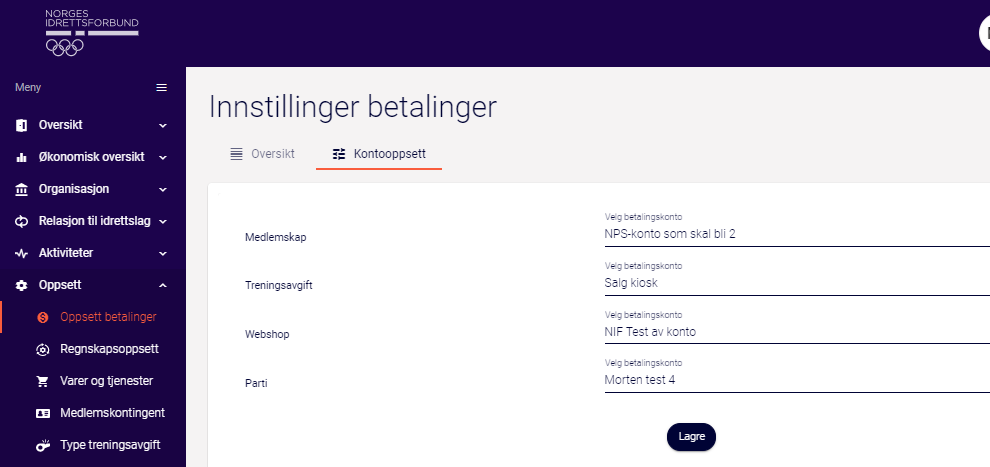 NORGES
IDRETTSFORBUND
Meny
Oversikt
Økonomisk oversikt
Organisasjon
Relasjon til idrettslag
Aktiviteter
Oppsett
Oppsett betalinger
Regnskapsoppsett
Varer og tjenester
Medlemskontingent
Type treningsavgift
Innstillinger betalinger
Oversikt
Kontooppsett
Medlemskap
Velg betalingskonto
NPS-konto som skal bli 2
Treningsavgift
Velg betalingskonto
Salg kiosk
Webshop
Velg betalingskonto
NIF Test av konto
Parti
Velg betalingskonto
Morten test 4
Lagre